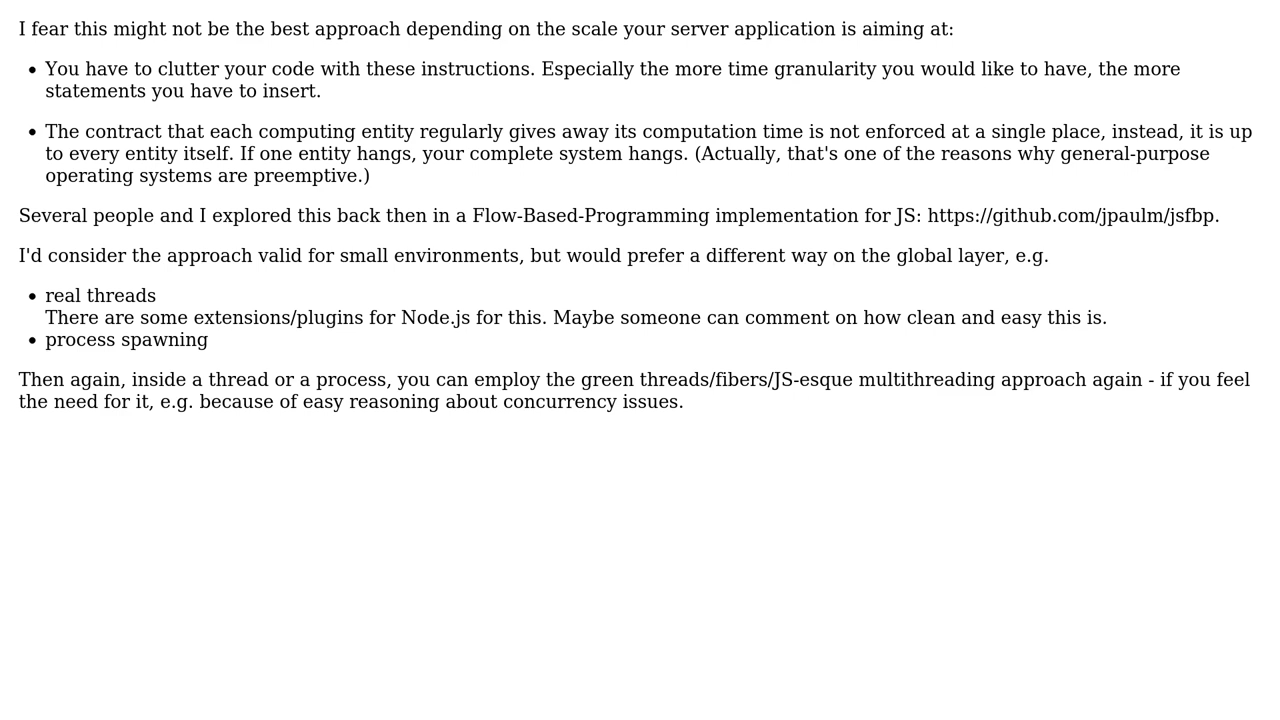 I fear this might not be the best approach depending on the scale your server application is aiming at:
• You have to clutter your code with these instructions. Especially the more time granularity you would like to have, the more
statements you have to insert.
• The contract that each computing entity regularly gives away its computation time is not enforced at a single place, instead, it is up
to every entity itself. If one entity hangs, your complete system hangs. (Actually, that's one of the reasons why general-purpose
operating systems are preemptive.)
Several people and I explored this back then in a Flow-Based-Programming implementation for JS: https://github.com/jpaulm/jsfbp.
I'd consider the approach valid for small environments, but would prefer a different way on the global layer, e.g.
• real threads
There are some extensions/plugins for Node.js for this. Maybe someone can comment on how clean and easy this is.
• process spawning
Then again, inside a thread or a process, you can employ the green threads/fibers/JS-esque multithreading approach again - if you feel
the need for it, e.g. because of easy reasoning about concurrency issues.